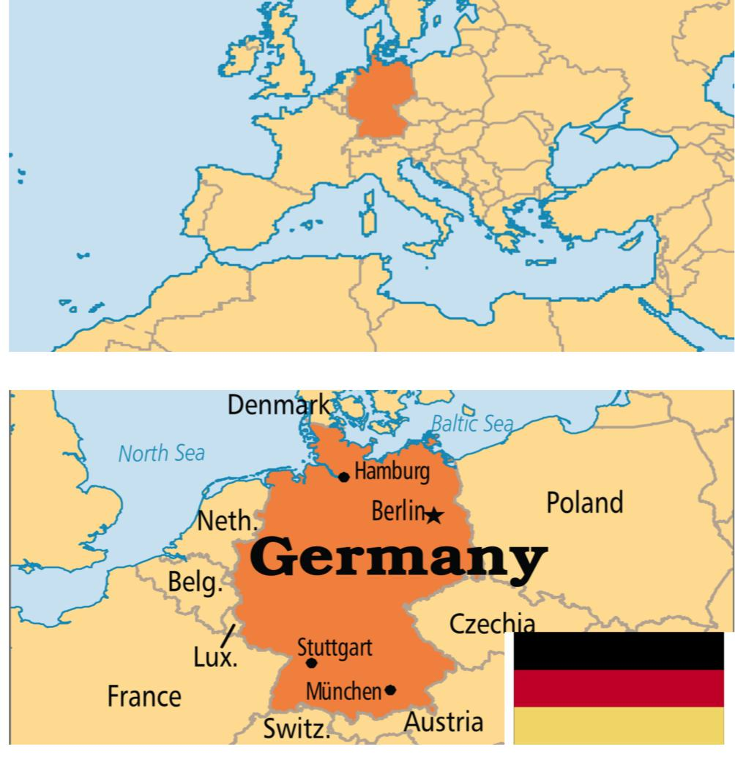 Denmark
Baltic Sea
North Sea
Hamburg
Berlin
Poland
Neth.
Germany
Belg.
Czechia
Lux.
Stuttgart
München
France
Switz.
Austria